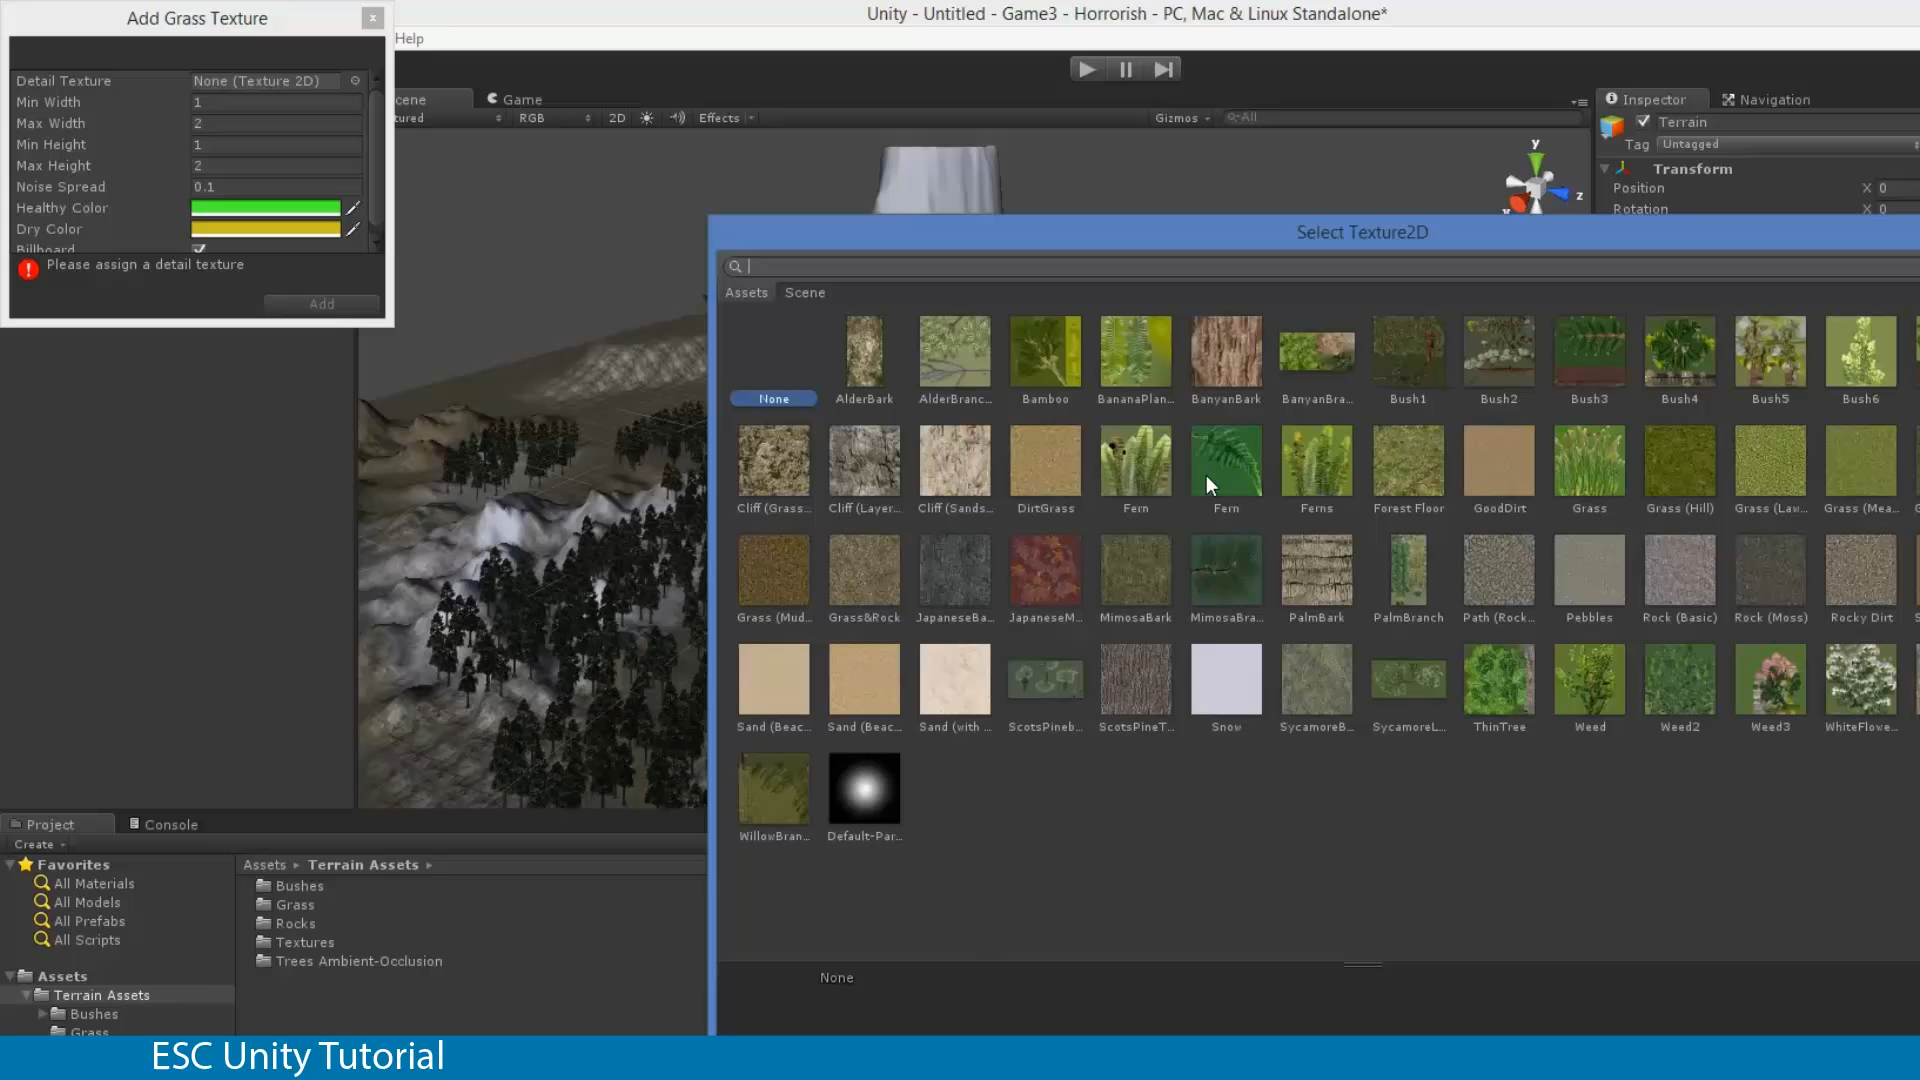 Add Grass Texture
x
Unity - Untitled - Game3 - Horrorish - PC, Mac & Linux Standalone*
Help
Detail Texture None (Texture 2D)
Min Width 1
Max Width 2
Min Height 1
Max Height 2
Noise Spread 0.1
Healthy Color
Dry Color
Billboard
Please assign a detail texture
Add
cene
Game
tured RGB 2D Effects Gizmos All
Inspector Navigation
Terrain
Tag Untagged
Transform
Position X 0
Rotation X 0
y
z
Select Texture2D
Assets Scene
None AlderBark AlderBranc... Bamboo BananaPlan... BanyanBark BanyanBra... Bush1 Bush2 Bush3 Bush4 Bush5 Bush6
Cliff (Grass... Cliff (Layer... Cliff (Sands... DirtGrass Fern Fern Ferns Forest Floor GoodDirt Grass Grass (Hill) Grass (Law... Grass (Mea...
Grass (Mud... Grass&Rock JapaneseBa... JapaneseM... MimosaBark MimosaBra... PalmBark PalmBranch Path (Rock... Pebbles Rock (Basic) Rock (Moss) Rocky Dirt
Sand (Beac... Sand (Beac... Sand (with ... ScotsPineb... ScotsPineT... Snow SycamoreB... SycamoreL... ThinTree Weed Weed2 Weed3 WhiteFlowe...
WillowBran... Default-Par...
None
Project Console
Create
Favorites
All Materials
All Models
All Prefabs
All Scripts
Assets
Terrain Assets
Bushes
Grass
Assets Terrain Assets
Bushes
Grass
Rocks
Textures
Trees Ambient-Occlusion
ESC Unity Tutorial